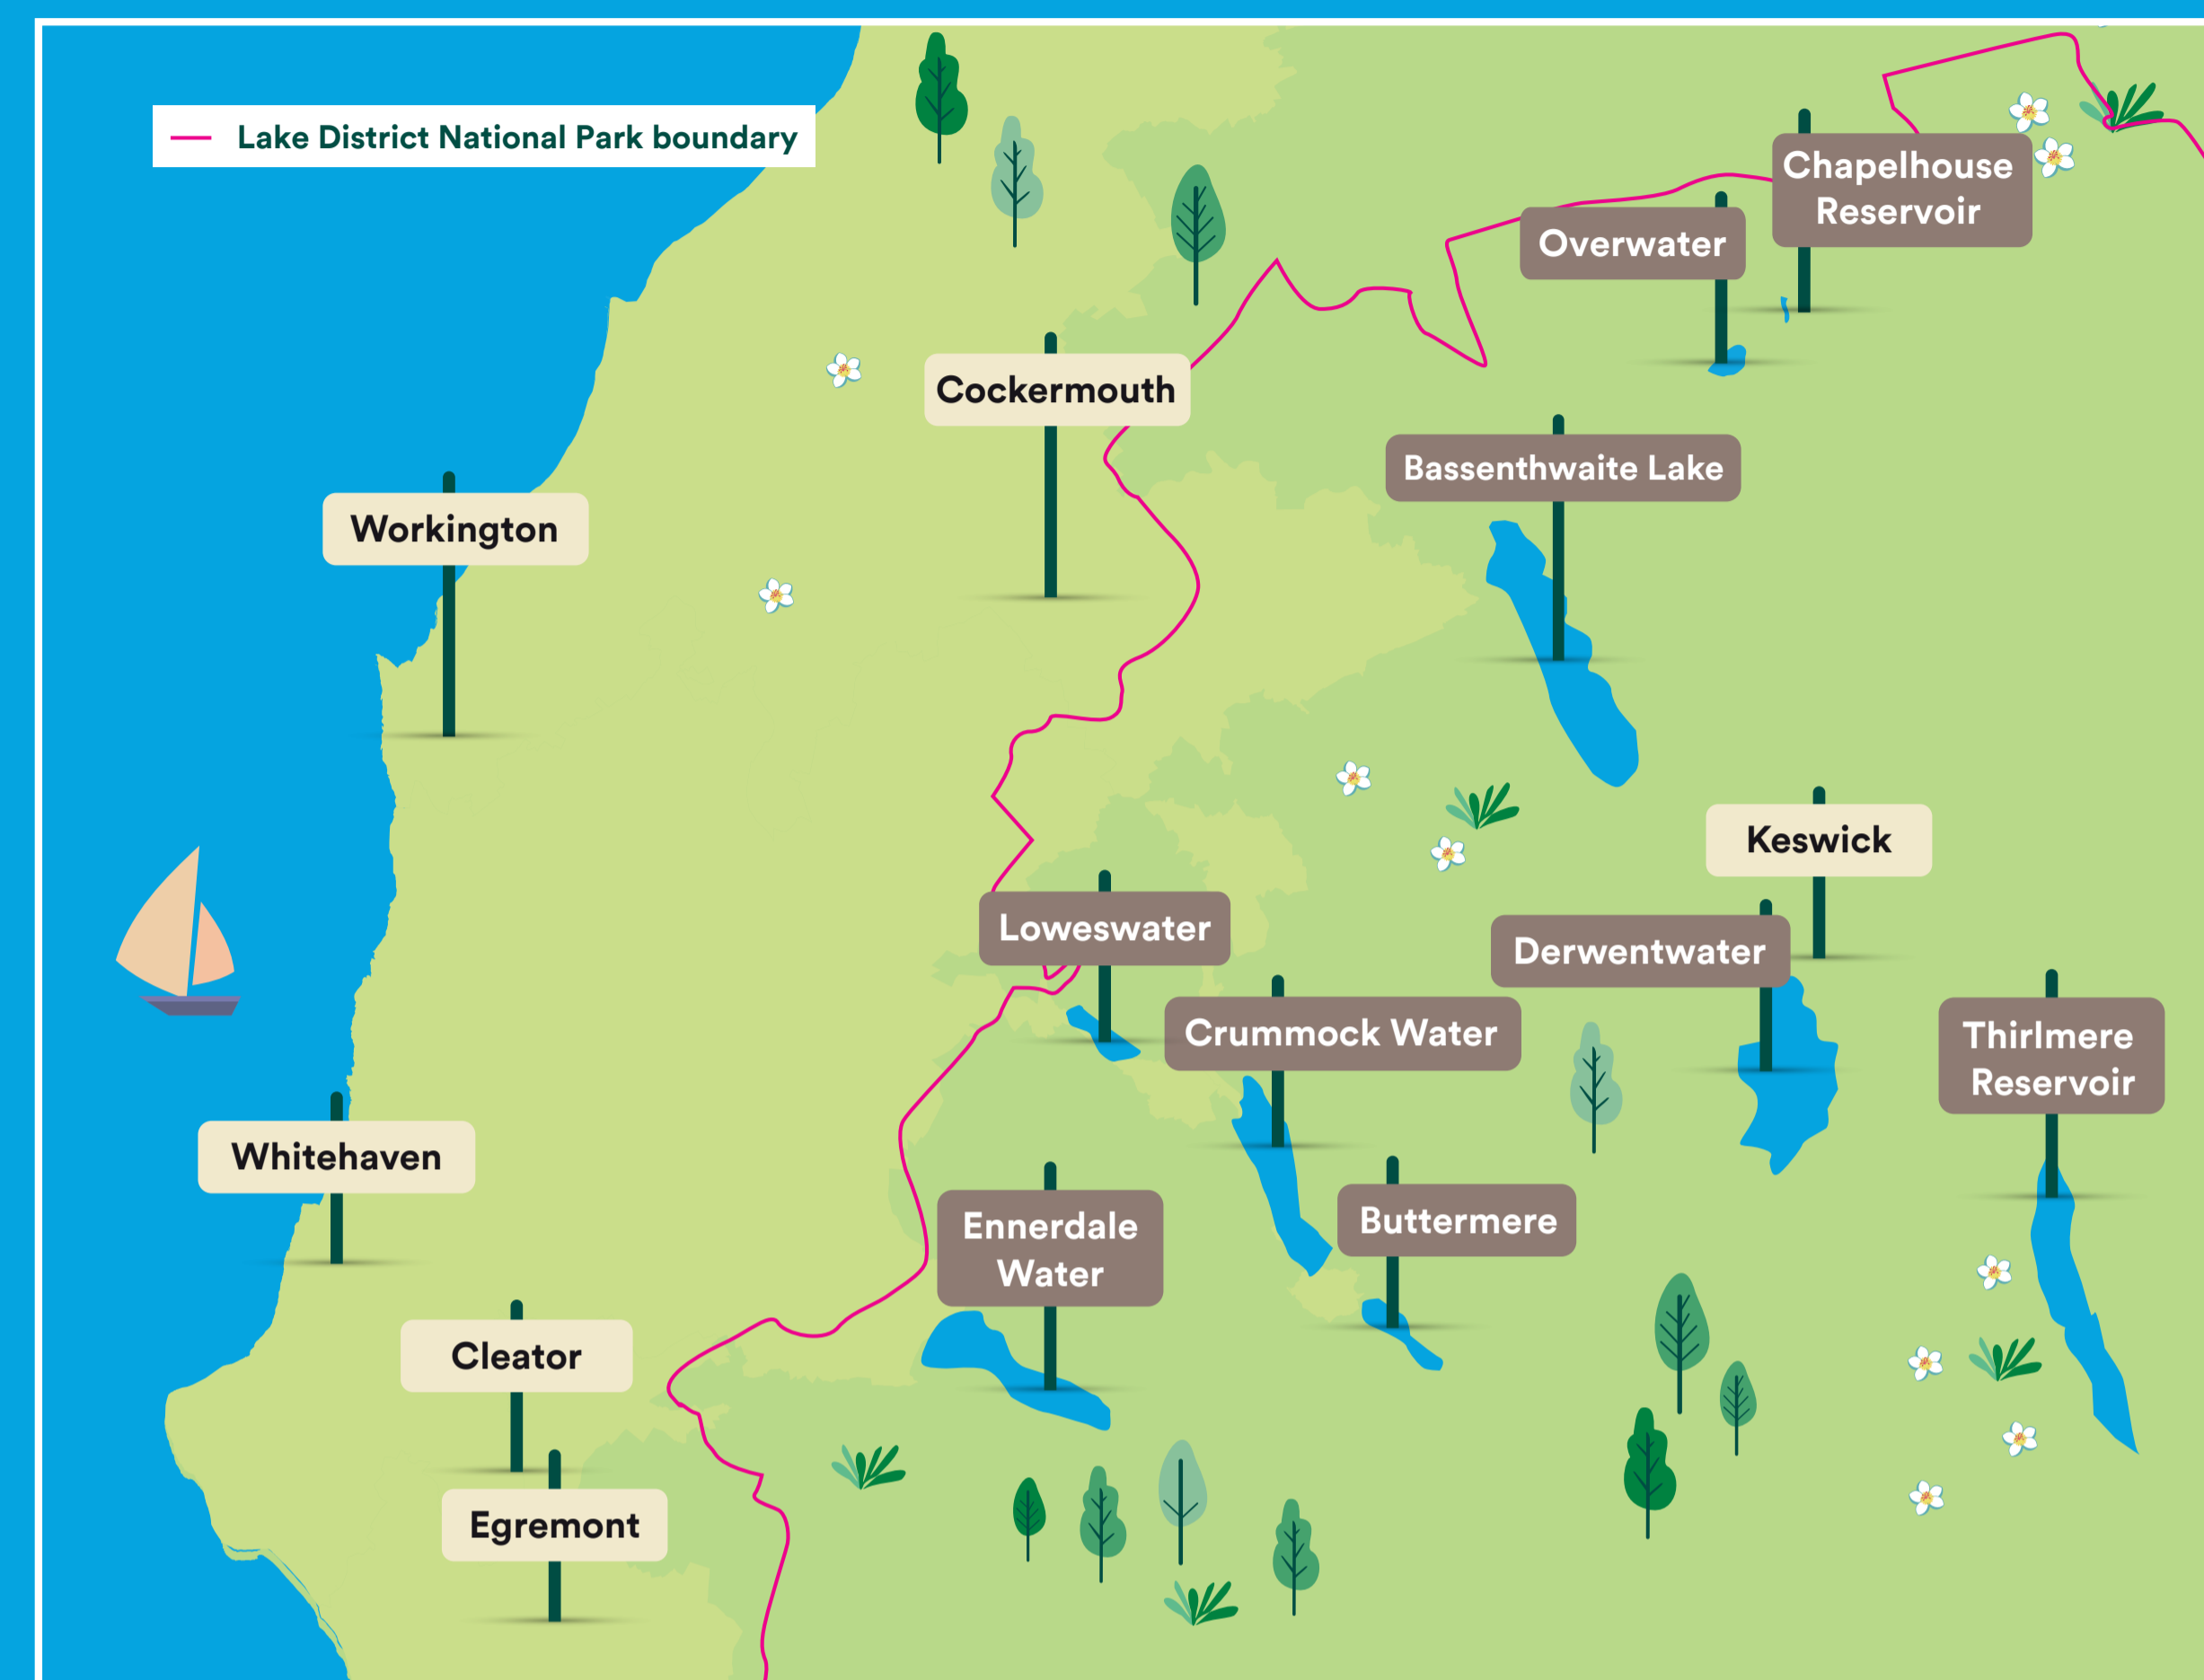 Lake District National Park boundary
Chapelhouse
Reservoir
Overwater
Cockermouth
Bassenthwaite Lake
Workington
Keswick
Loweswater
Derwentwater
Crummock Water
Thirlmere
Reservoir
Whitehaven
Ennerdale
Water
Buttermere
Cleator
Egremont